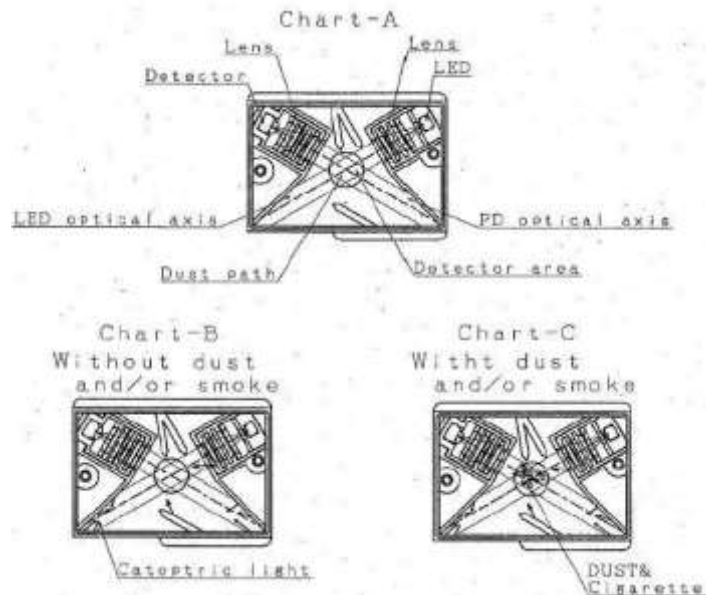 Chart-A
Lens
Lens
Detector
LED
LED optical axis
PD optical axis
Dust path
Detector area
Chart-B
Chart-C
Without dust
and/or smoke
Witht dust
and/or smoke
Catoptric light
DUST&
Cigarette